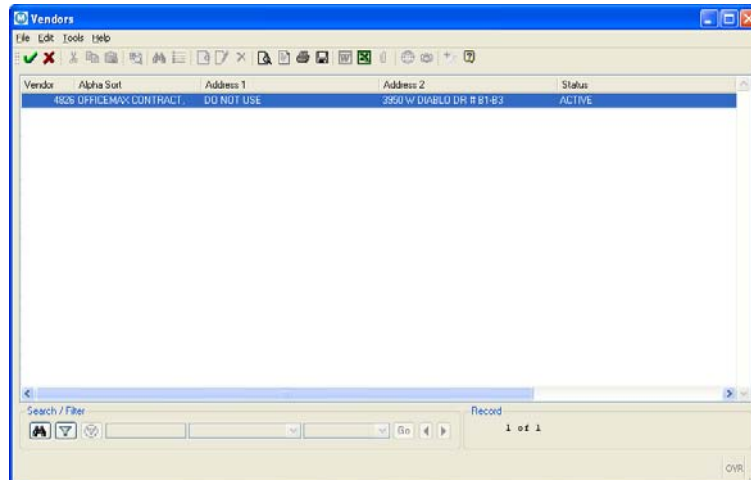 Vendors
File Edit Tools Help
Vendor Alpha Sort Address 1 Address 2 Status
4826 OFFICEMAX CONTRACT, DO NOT USE 3950 W DIABLO DR # B1-B3 ACTIVE
Search / Filter
Go
Record
1 of 1
OVR